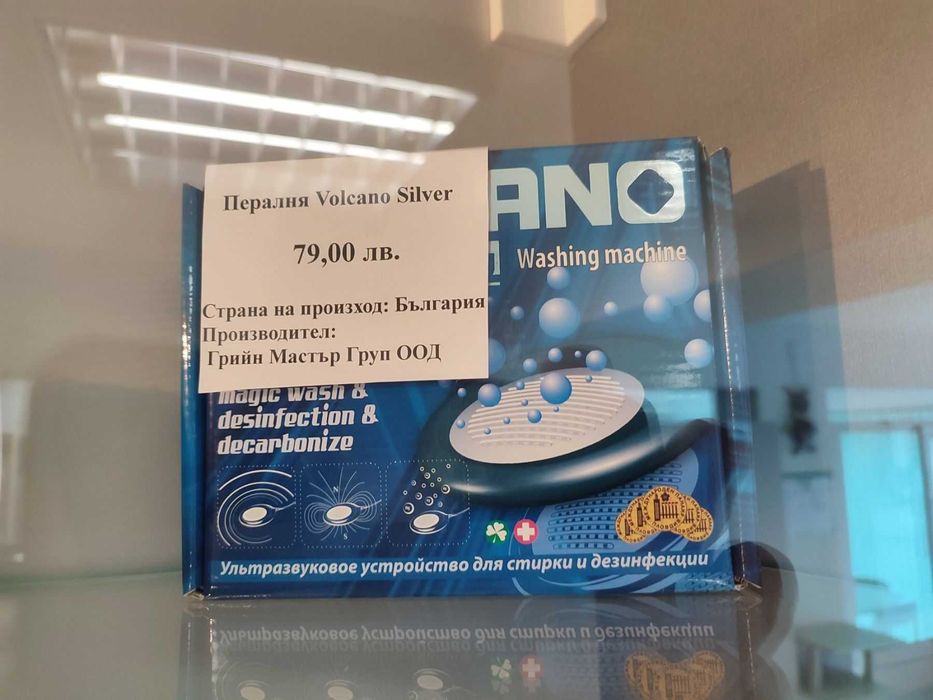 Пералня Volcano Silver
79,00 лв.
Страна на произход: България
Производител:
Грийн Мастър Груп ООД
ANO
Washing machine
magic wash &
desinfection &
decarbonize
N
S
Ультразвуковое устройство для стирки и дезинфекции